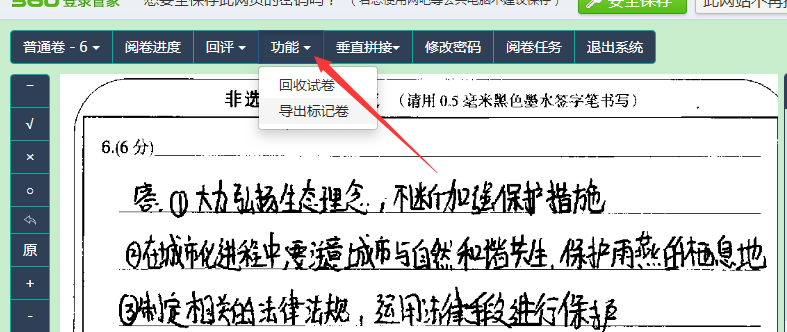 360 登录管家 您要安全保存此网页的密码吗？（若您使用网吧等公共电脑不建议保存） 安全保存 此网站不再
普通卷 - 6 阅卷进度 回评 功能 垂直拼接 修改密码 阅卷任务 退出系统
回收试卷
导出标记卷
－
√
×
○
原
+
-
非选 （请用 0.5 毫米黑色墨水签字笔书写）
6.(6 分)
答. ①大力弘扬生态理念，不断加强保护措施
②在城市化进程中要注意城市与自然和谐共生，保护雨燕的栖息地
③制定相关的法律法规，运用法律手段进行保护